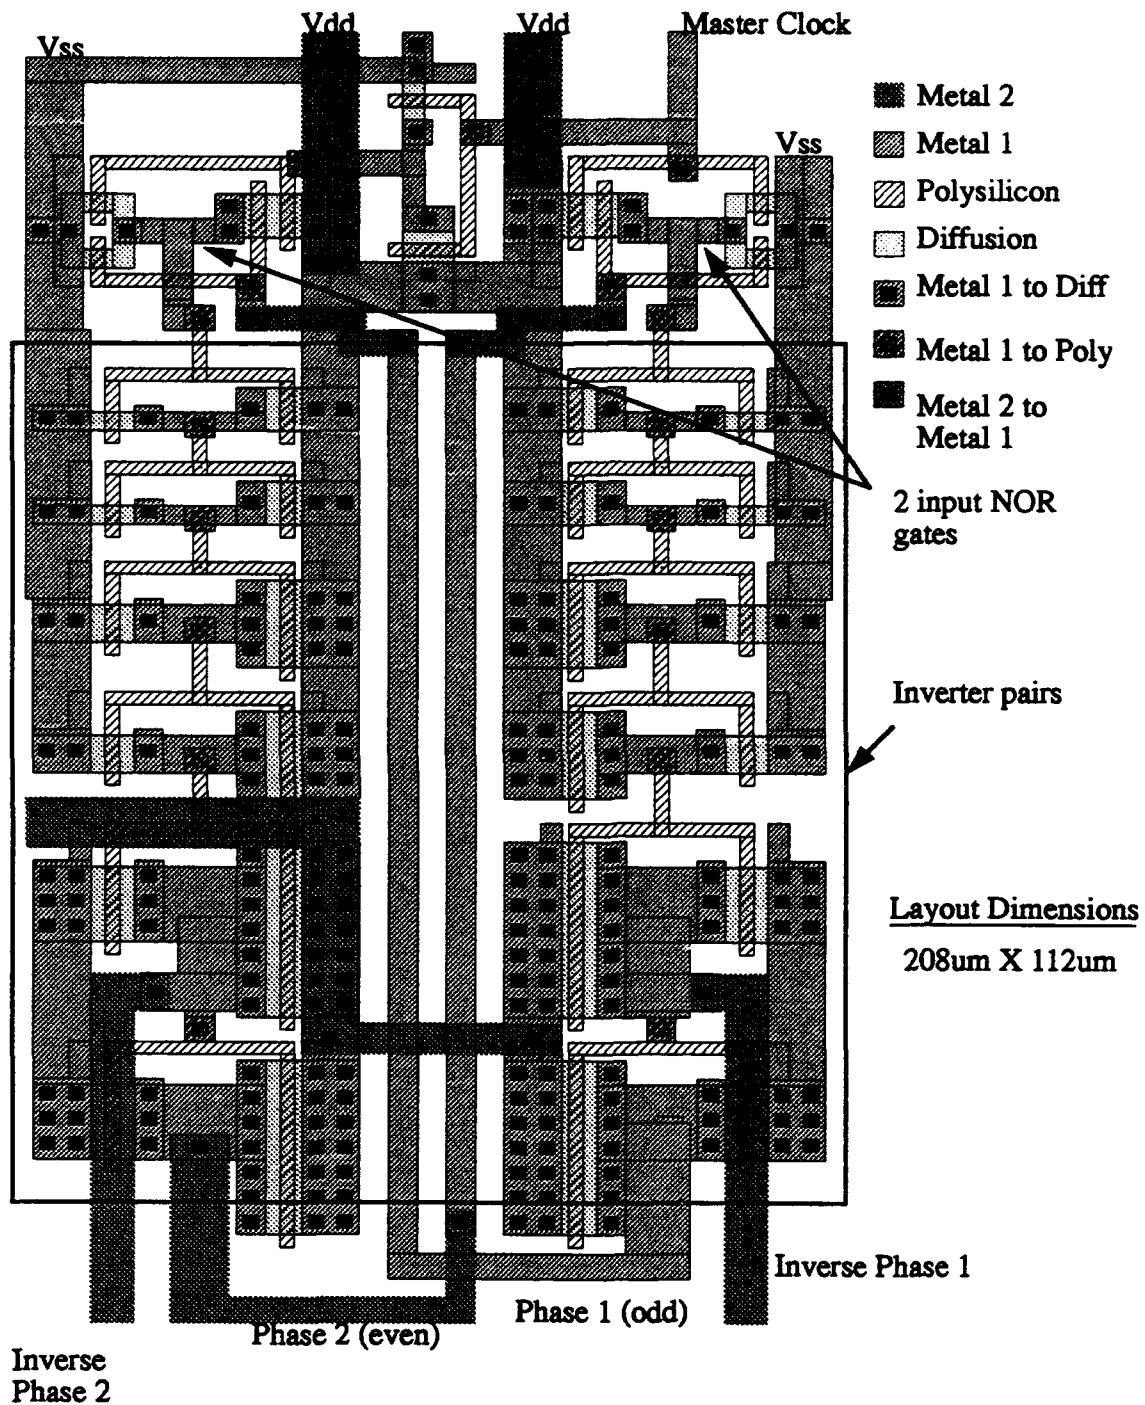 Vss
Vdd
Vdd
Master Clock
Vss
Metal 2
Metal 1
Polysilicon
Diffusion
Metal 1 to Diff
Metal 1 to Poly
Metal 2 to
Metal 1
2 input NOR
gates
Inverter pairs
Layout Dimensions
208um X 112um
Inverse Phase 1
Phase 1 (odd)
Phase 2 (even)
Inverse
Phase 2